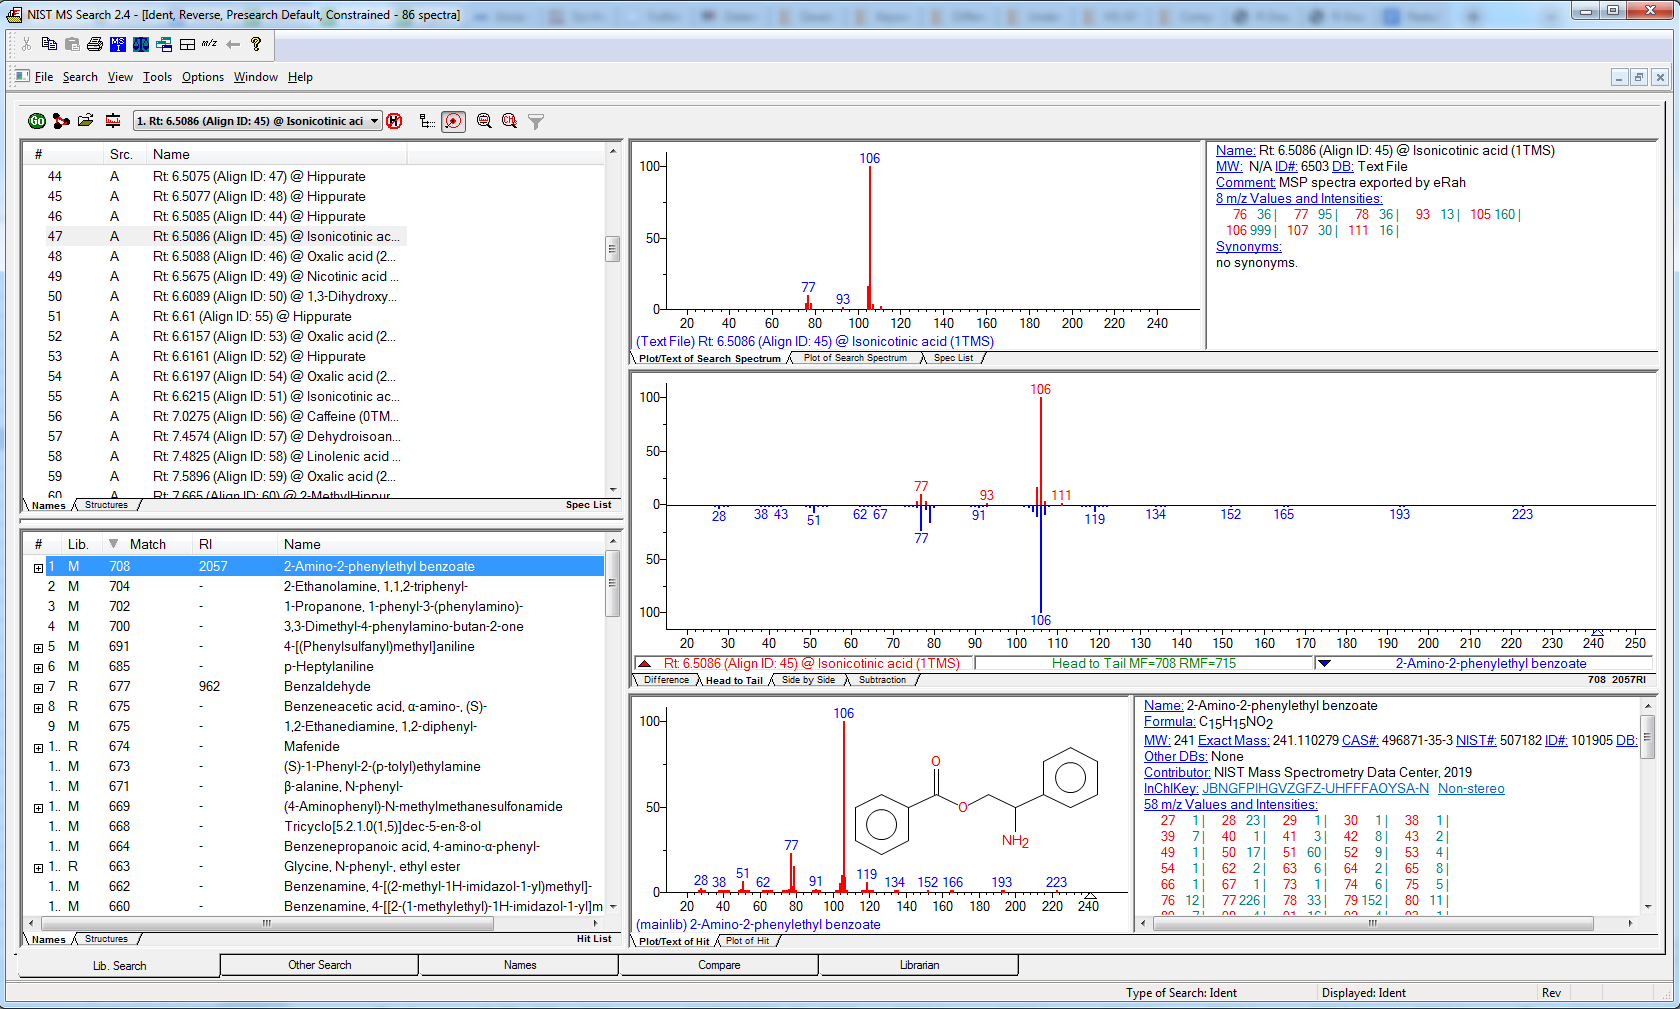 NIST MS Search 2.4 - [Ident, Reverse, Presearch Default, Constrained - 86 spectra]
m/z
File Search View Tools Options Window Help
Go 1. Rt: 6.5086 (Align ID: 45) @ Isonicotinic aci
# Src. Name
44 A Rt: 6.5075 (Align ID: 47) @ Hippurate
45 A Rt: 6.5077 (Align ID: 48) @ Hippurate
46 A Rt: 6.5085 (Align ID: 44) @ Hippurate
47 A Rt: 6.5086 (Align ID: 45) @ Isonicotinic ac...
48 A Rt: 6.5088 (Align ID: 46) @ Oxalic acid (2...
49 A Rt: 6.5675 (Align ID: 49) @ Nicotinic acid ...
50 A Rt: 6.6089 (Align ID: 50) @ 1,3-Dihydroxy...
51 A Rt: 6.61 (Align ID: 55) @ Hippurate
52 A Rt: 6.6157 (Align ID: 53) @ Oxalic acid (2...
53 A Rt: 6.6161 (Align ID: 52) @ Hippurate
54 A Rt: 6.6197 (Align ID: 54) @ Oxalic acid (2...
55 A Rt: 6.6215 (Align ID: 51) @ Isonicotinic ac...
56 A Rt: 7.0275 (Align ID: 56) @ Caffeine (0TM...
57 A Rt: 7.4574 (Align ID: 57) @ Dehydroisoan...
58 A Rt: 7.4825 (Align ID: 58) @ Linolenic acid ...
59 A Rt: 7.5896 (Align ID: 59) @ Oxalic acid (2...
60 A Rt: 7.665 (Align ID: 60) @ 2-MethylHippur
Names Structures Spec List
# Lib. Match RI Name
1 M 708 2057 2-Amino-2-phenylethyl benzoate
2 M 704 - 2-Ethanolamine, 1,1,2-triphenyl-
3 M 702 - 1-Propanone, 1-phenyl-3-(phenylamino)-
4 M 700 - 3,3-Dimethyl-4-phenylamino-butan-2-one
5 M 691 - 4-[(Phenylsulfanyl)methyl]aniline
6 M 685 - p-Heptylaniline
7 R 677 962 Benzaldehyde
8 R 675 - Benzeneacetic acid, α-amino-, (S)-
9 M 675 - 1,2-Ethanediamine, 1,2-diphenyl-
1.. R 674 - Mafenide
1.. M 673 - (S)-1-Phenyl-2-(p-tolyl)ethylamine
1.. M 671 - β-alanine, N-phenyl-
1.. M 669 - (4-Aminophenyl)-N-methylmethanesulfonamide
1.. M 668 - Tricyclo[5.2.1.0(1,5)]dec-5-en-8-ol
1.. M 664 - Benzenepropanoic acid, 4-amino-α-phenyl-
1.. R 663 - Glycine, N-phenyl-, ethyl ester
1.. M 662 - Benzenamine, 4-[(2-methyl-1H-imidazol-1-yl)methyl]-
1.. M 660 - Benzenamine, 4-[[2-(1-methylethyl)-1H-imidazol-1-yl]m
Names Structures Hit List
100 106
50
77 93
0
20 40 60 80 100 120 140 160 180 200 220 240
(Text File) Rt: 6.5086 (Align ID: 45) @ Isonicotinic acid (1TMS)
Plot/Text of Search Spectrum Plot of Search Spectrum Spec List
Name: Rt: 6.5086 (Align ID: 45) @ Isonicotinic acid (1TMS)
MW: N/A ID#: 6503 DB: Text File
Comment: MSP spectra exported by eRah
8 m/z Values and Intensities:
76 36 | 77 95 | 78 36 | 93 13 | 105 160 |
106 999 | 107 30 | 111 16 |
Synonyms:
no synonyms.
100 106
50
77 93 111
0
28 38 43 51 62 67 91 119 134 152 165 193 223
77
50
100 106
20 30 40 50 60 70 80 90 100 110 120 130 140 150 160 170 180 190 200 210 220 230 240 250
Rt: 6.5086 (Align ID: 45) @ Isonicotinic acid (1TMS) Head to Tail MF=708 RMF=715 2-Amino-2-phenylethyl benzoate
Difference Head to Tail Side by Side Subtraction 708 2057RI
100 106
50 O
O
NH2
77
28 38 51 62 91 119 134 152 166 193 223
0
20 40 60 80 100 120 140 160 180 200 220 240
(mainlib) 2-Amino-2-phenylethyl benzoate
Plot/Text of Hit Plot of Hit
Name: 2-Amino-2-phenylethyl benzoate
Formula: C15H15NO2
MW: 241 Exact Mass: 241.110279 CAS#: 496871-35-3 NIST#: 507182 ID#: 101905 DB:
Other DBs: None
Contributor: NIST Mass Spectrometry Data Center, 2019
InChIKey: JBNGFPIHGVZGFZ-UHFFFAOYSA-N Non-stereo
58 m/z Values and Intensities:
27 1 | 28 23 | 29 1 | 30 1 | 38 1 |
39 7 | 40 1 | 41 3 | 42 8 | 43 2 |
49 1 | 50 17 | 51 60 | 52 9 | 53 4 |
54 1 | 62 2 | 63 6 | 64 2 | 65 8 |
66 1 | 67 1 | 73 1 | 74 6 | 75 5 |
76 12 | 77 226 | 78 33 | 79 152 | 80 11 |
Lib. Search Other Search Names Compare Librarian
Type of Search: Ident Displayed: Ident Rev